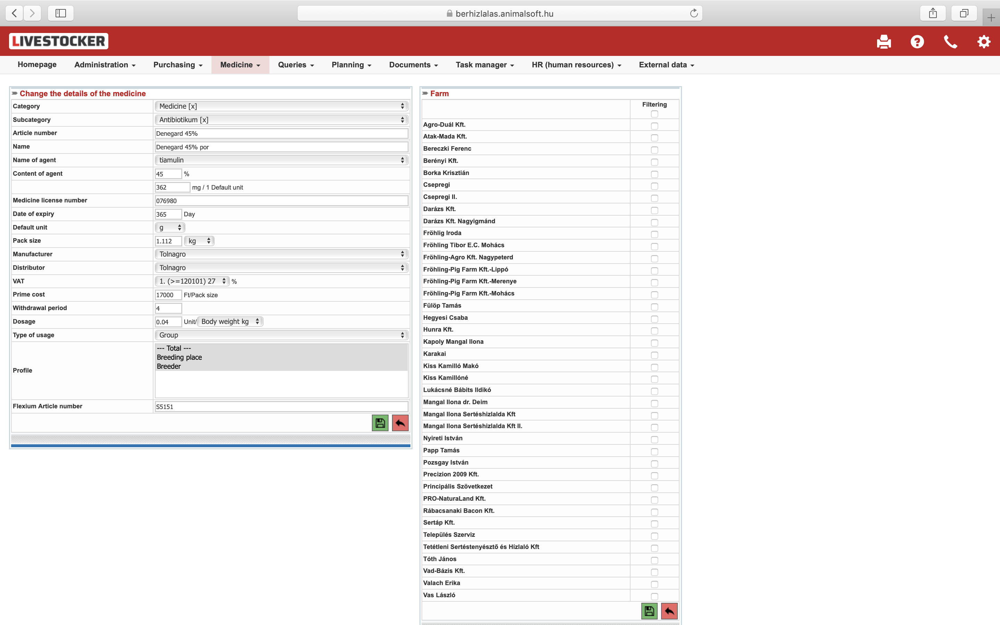 berhizlalas.animalsoft.hu
LIVESTOCKER
Homepage Administration Purchasing Medicine Queries Planning Documents Task manager HR (human resources) External data
Change the details of the medicine
Category Medicine [x]
Subcategory Antibiotikum [x]
Article number Denegard 45%
Name Denegard 45% por
Name of agent tiamulin
Content of agent 45 %
362 mg / 1 Default unit
Medicine license number 076980
Date of expiry 365 Day
Default unit g
Pack size 1.112 kg
Manufacturer Tolnagro
Distributor Tolnagro
VAT 1. (>=120101) 27 %
Prime cost 17000 Ft/Pack size
Withdrawal period 4
Dosage 0.04 Unit/ Body weight kg
Type of usage Group
Profile
--- Total ---
Breeding place
Breeder
Flexium Article number S5151
Farm
Filtering
Agro-Duál Kft.
Atak-Mada Kft.
Bereczki Ferenc
Berényi Kft.
Borka Krisztián
Csepregi
Csepregi II.
Darázs Kft.
Darázs Kft. Nagyigmánd
Fröhlig Iroda
Fröhling Tibor E.C. Mohács
Fröhling-Agro Kft. Nagypeterd
Fröhling-Pig Farm Kft.-Lippó
Fröhling-Pig Farm Kft.-Merenye
Fröhling-Pig Farm Kft.-Mohács
Fülöp Tamás
Hegyesi Csaba
Hunra Kft.
Kapoly Mangal Ilona
Karakai
Kiss Kamilló Makó
Kiss Kamillóné
Lukácsné Bábits Ildikó
Mangal Ilona dr. Deim
Mangal Ilona Sertéshizlalda Kft
Mangal Ilona Sertéshizlalda Kft II.
Nyireti István
Papp Tamás
Pozsgay István
Precizion 2009 Kft.
Principális Szövetkezet
PRO-NaturaLand Kft.
Rábacsanaki Bacon Kft.
Sertáp Kft.
Település Szerviz
Tetétleni Sertéstenyésztő és Hízlaló Kft
Tóth János
Vad-Bázis Kft.
Valach Erika
Vas László